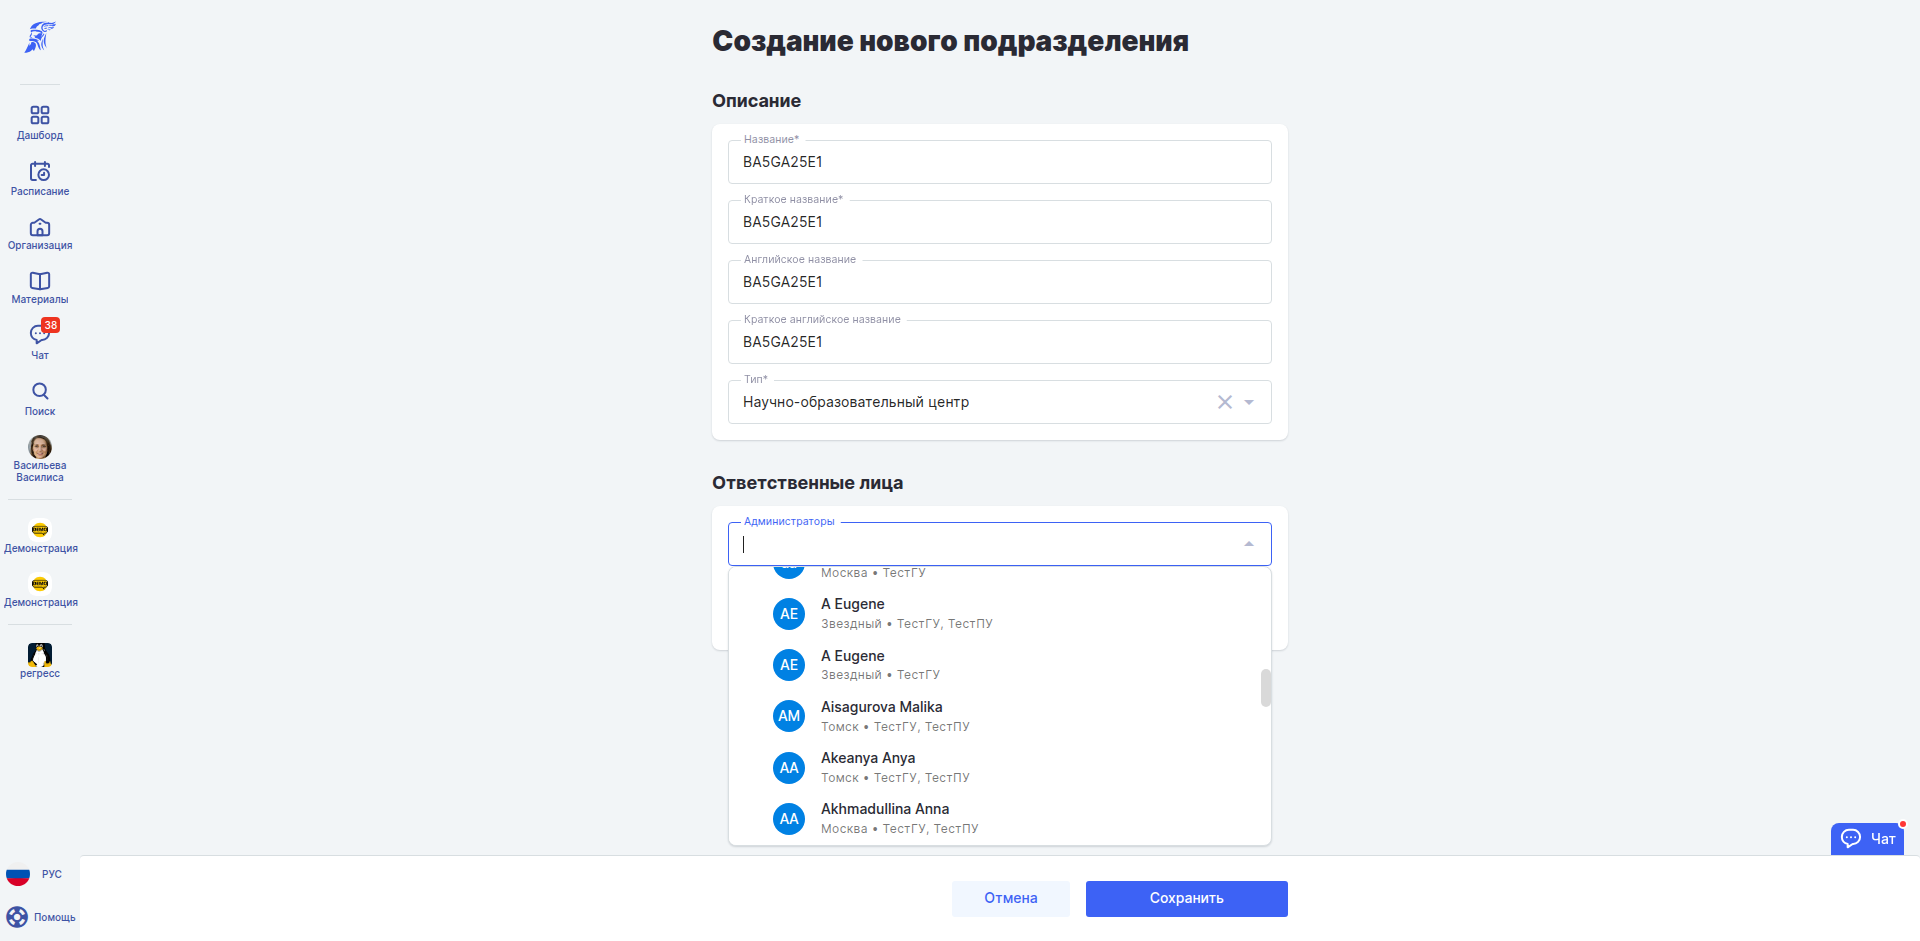 Создание нового подразделения
Описание
Название*
BA5GA25E1
Краткое название*
BA5GA25E1
Английское название
BA5GA25E1
Краткое английское название
BA5GA25E1
Тип*
Научно-образовательный центр
Ответственные лица
Администраторы
Москва • ТестГУ
AE
A Eugene
Звездный • ТестГУ, ТестПУ
AE
A Eugene
Звездный • ТестГУ
AM
Aisagurova Malika
Томск • ТестГУ, ТестПУ
AA
Akeanya Anya
Томск • ТестГУ, ТестПУ
AA
Akhmadullina Anna
Москва • ТестГУ, ТестПУ
Отмена
Сохранить
Чат
Дашборд
Расписание
Организация
Материалы
38
Чат
Поиск
Васильева
Василиса
DEMO
Демонстрация
DEMO
Демонстрация
регресс
РУС
Помощь